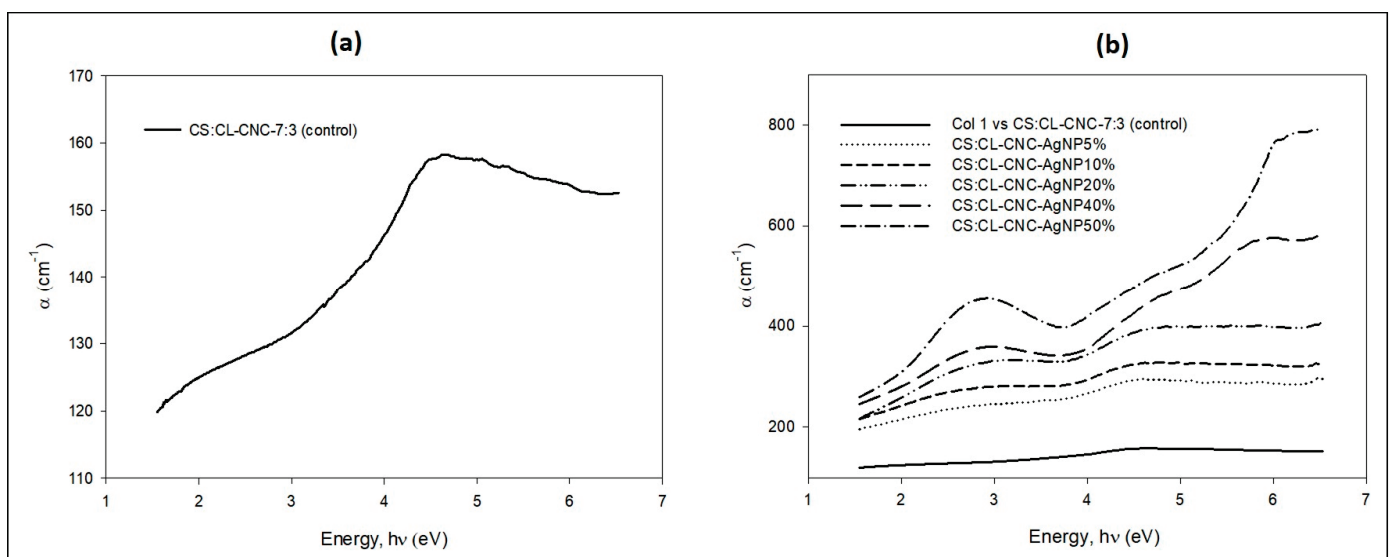 (a)
170
160
150
140
130
120
110
α (cm⁻¹)
CS:CL-CNC-7:3 (control)
1 2 3 4 5 6 7
Energy, hν (eV)
(b)
800
600
400
200
α (cm⁻¹)
Col 1 vs CS:CL-CNC-7:3 (control)
CS:CL-CNC-AgNP5%
CS:CL-CNC-AgNP10%
CS:CL-CNC-AgNP20%
CS:CL-CNC-AgNP40%
CS:CL-CNC-AgNP50%
1 2 3 4 5 6 7
Energy, hν (eV)